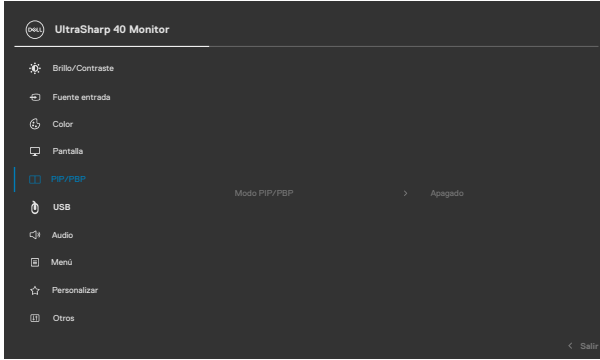 DELL
UltraSharp 40 Monitor
Brillo/Contraste
Fuente entrada
Color
Pantalla
PIP/PBP
Modo PIP/PBP
Apagado
USB
Audio
Menú
Personalizar
Otros
Salir